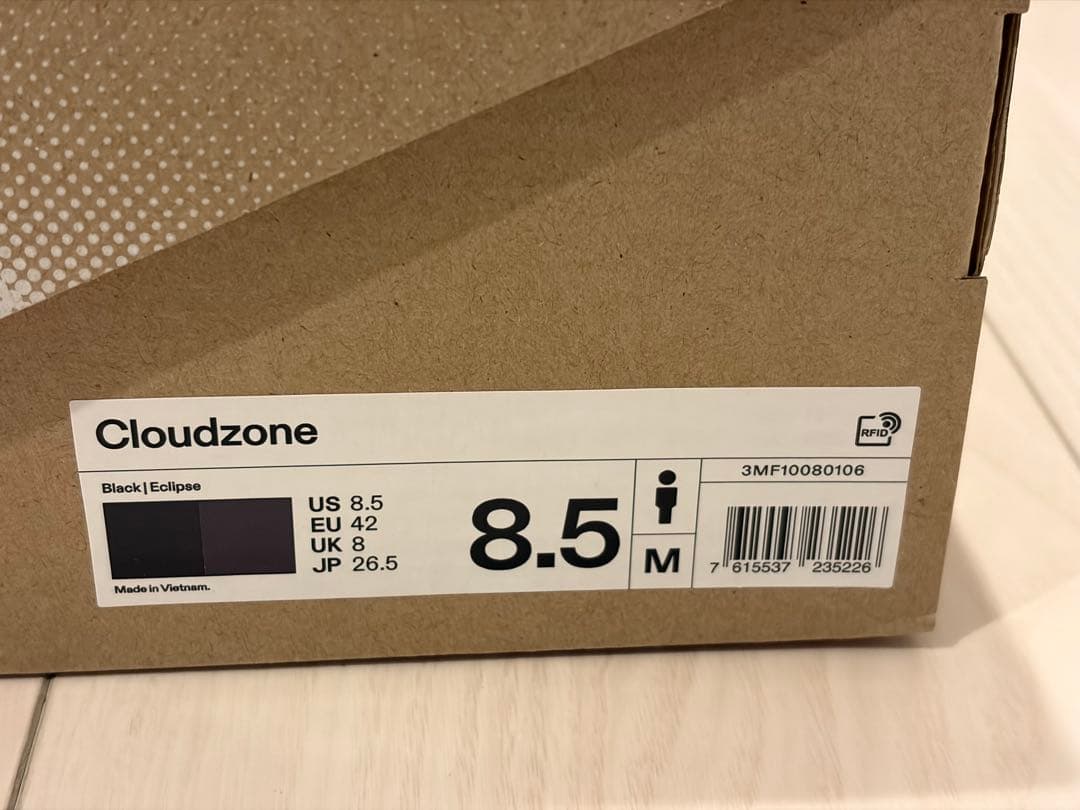 Cloudzone
RFID
Black|Eclipse
US 8.5
EU 42
UK 8
JP 26.5
Made in Vietnam.
8.5
M
3MF10080106
7 615537 235226